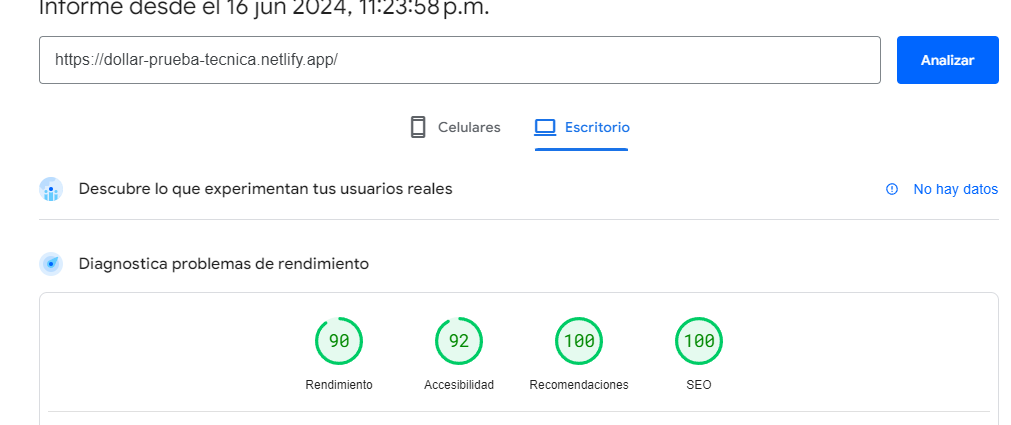 Informe desde el 16 jun 2024, 11:23:58 p.m.
https://dollar-prueba-tecnica.netlify.app/
Analizar
Celulares
Escritorio
Descubre lo que experimentan tus usuarios reales
No hay datos
Diagnostica problemas de rendimiento
90
92
100
100
Rendimiento
Accesibilidad
Recomendaciones
SEO